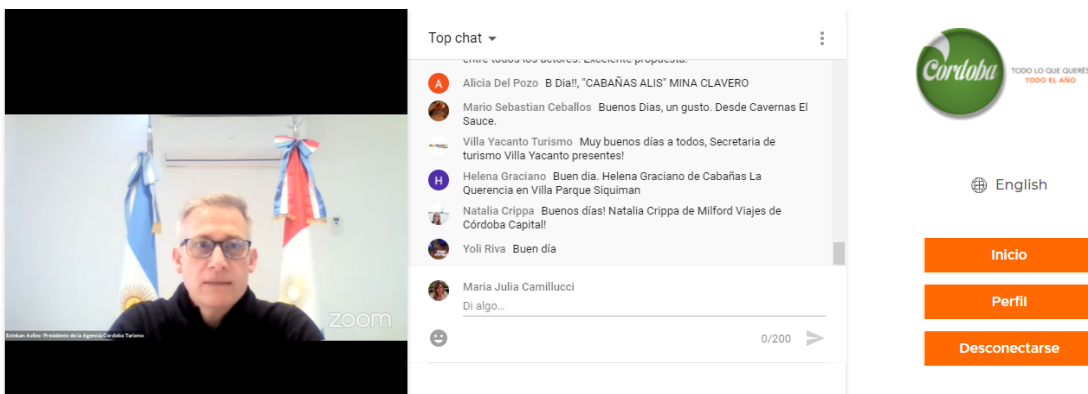 zoom
Esteban Aviles- Presidente de la Agencia Cordoba Turismo
Top chat
entre todos los actores. Excelente propuesta.
A
Alicia Del Pozo B Dia!!, "CABAÑAS ALIS" MINA CLAVERO
Mario Sebastian Ceballos Buenos Dias, un gusto. Desde Cavernas El
Sauce.
Villa Yacanto Turismo Muy buenos días a todos, Secretaria de
turismo Villa Yacanto presentes!
H
Helena Graciano Buen dia. Helena Graciano de Cabañas La
Querencia en Villa Parque Siquiman
Natalia Crippa Buenos días! Natalia Crippa de Milford Viajes de
Córdoba Capital!
Yoli Riva Buen día
Maria Julia Camillucci
Di algo...
0/200
Cordoba
TODO LO QUE QUERÉS
TODO EL AÑO
English
Inicio
Perfil
Desconectarse